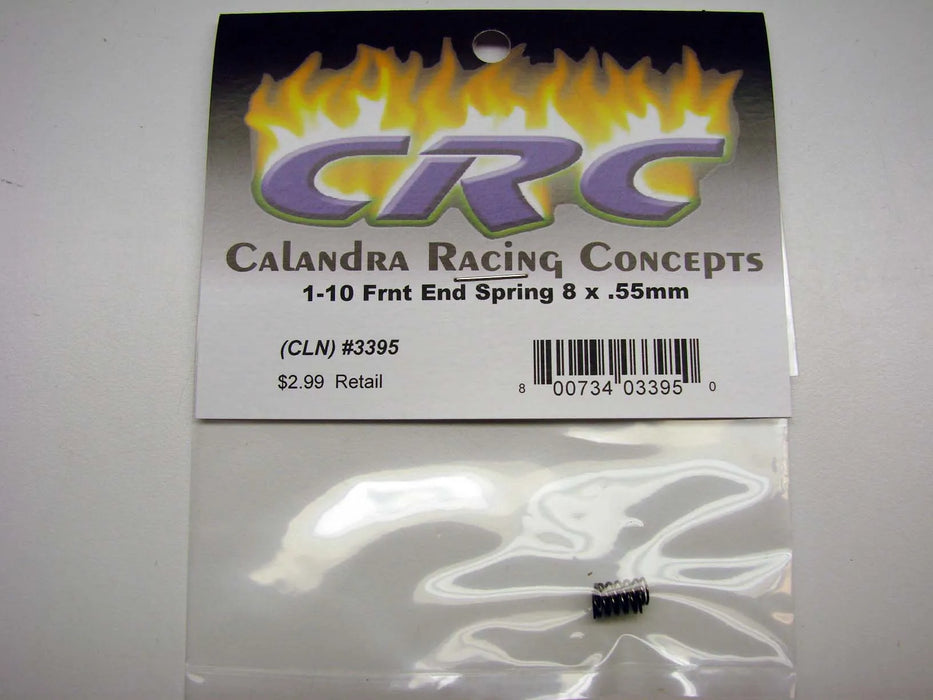 CRC
Calandra Racing Concepts
1-10 Frnt End Spring 8 x .55mm
(CLN) #3395
$2.99 Retail
8 00734 03395 0